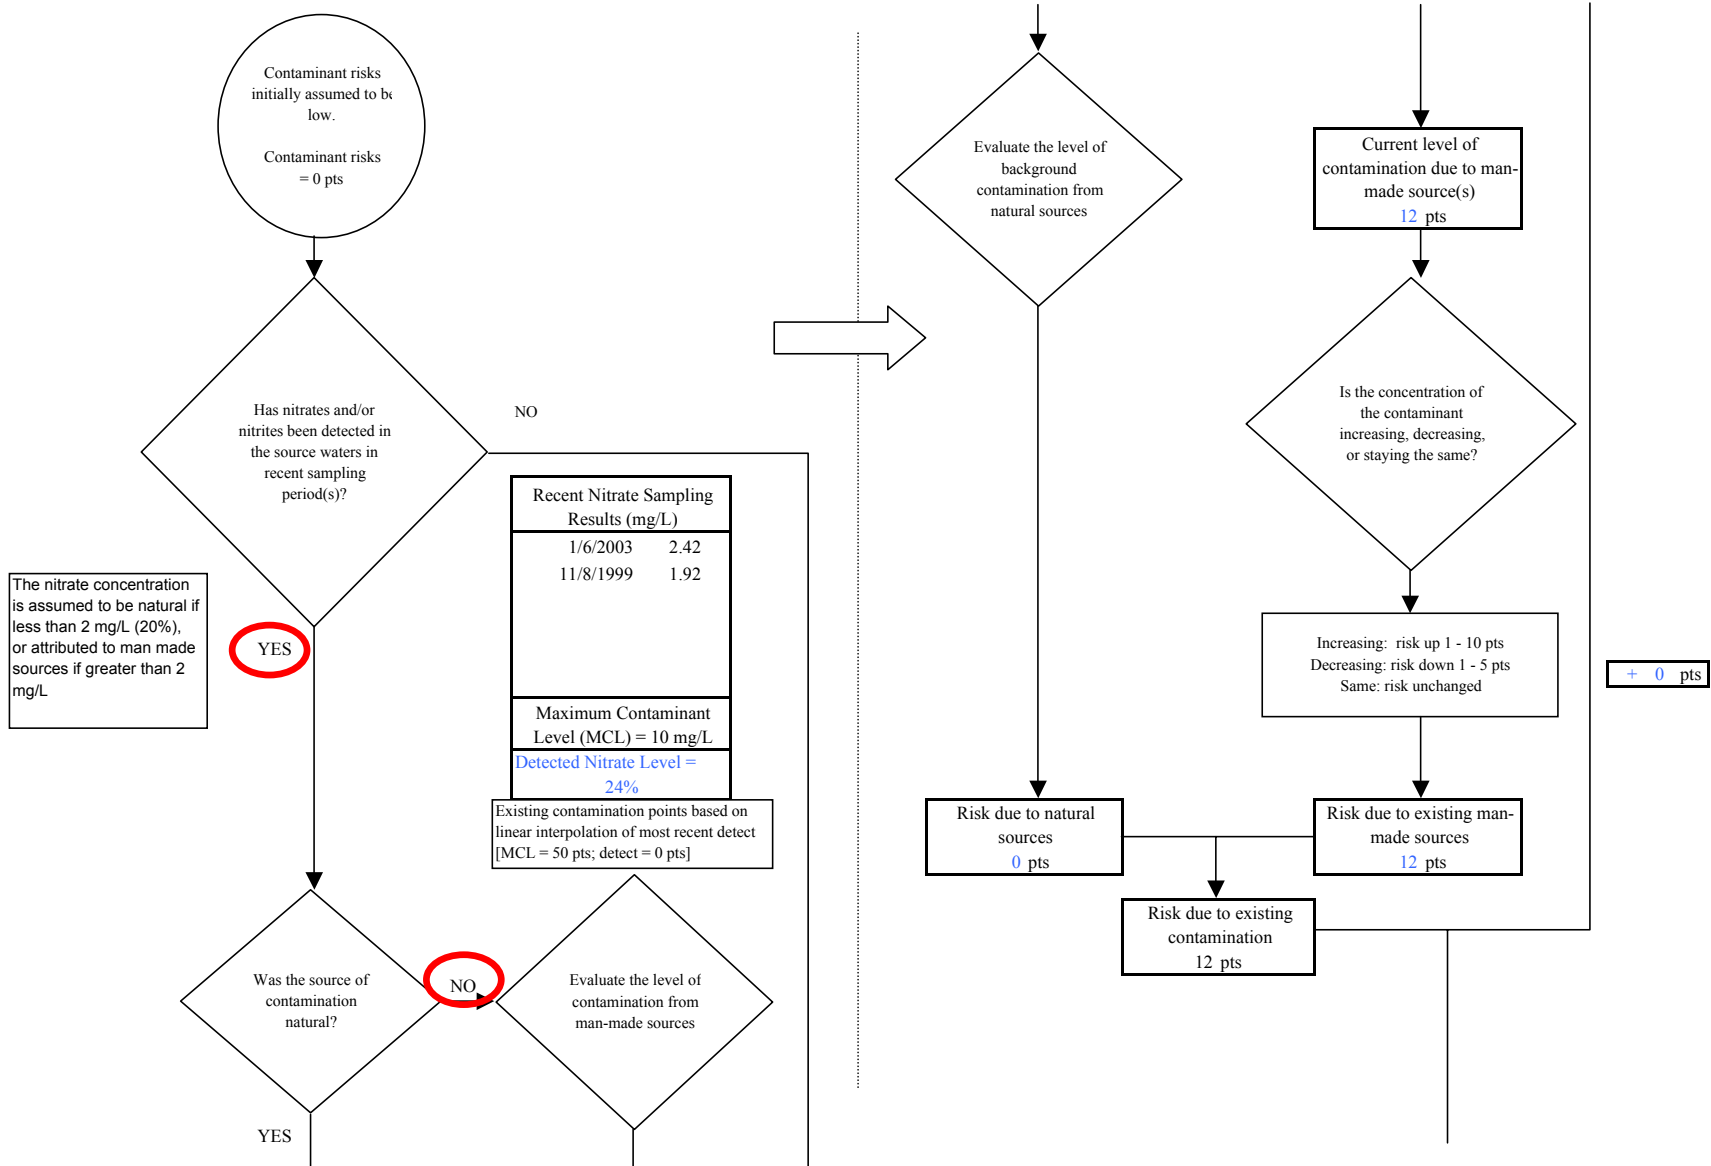 Contaminant risks
initially assumed to be
low.
Contaminant risks
= 0 pts
Has nitrates and/or
nitrites been detected in
the source waters in
recent sampling
period(s)?
NO
The nitrate concentration
is assumed to be natural if
less than 2 mg/L (20%),
or attributed to man made
sources if greater than 2
mg/L
YES
Recent Nitrate Sampling
Results (mg/L)
1/6/2003 2.42
11/8/1999 1.92
Maximum Contaminant
Level (MCL) = 10 mg/L
Detected Nitrate Level =
24%
Existing contamination points based on
linear interpolation of most recent detect
[MCL = 50 pts; detect = 0 pts]
Was the source of
contamination
natural?
NO
Evaluate the level of
contamination from
man-made sources
YES
Evaluate the level of
background
contamination from
natural sources
Current level of
contamination due to man-
made source(s)
12 pts
Is the concentration of
the contaminant
increasing, decreasing,
or staying the same?
Increasing: risk up 1 - 10 pts
Decreasing: risk down 1 - 5 pts
Same: risk unchanged
+ 0 pts
Risk due to natural
sources
0 pts
Risk due to existing man-
made sources
12 pts
Risk due to existing
contamination
12 pts